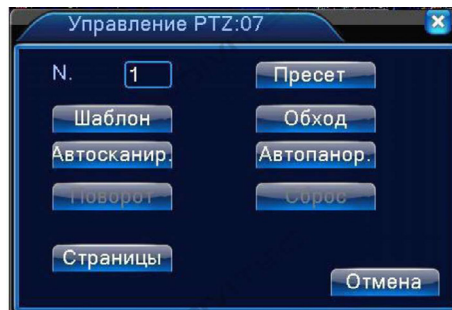 Управление PTZ:07
N. 1 Пресет
Шаблон Обход
Автосканир. Автопанор.
Поворот Сброс
Страницы
Отмена